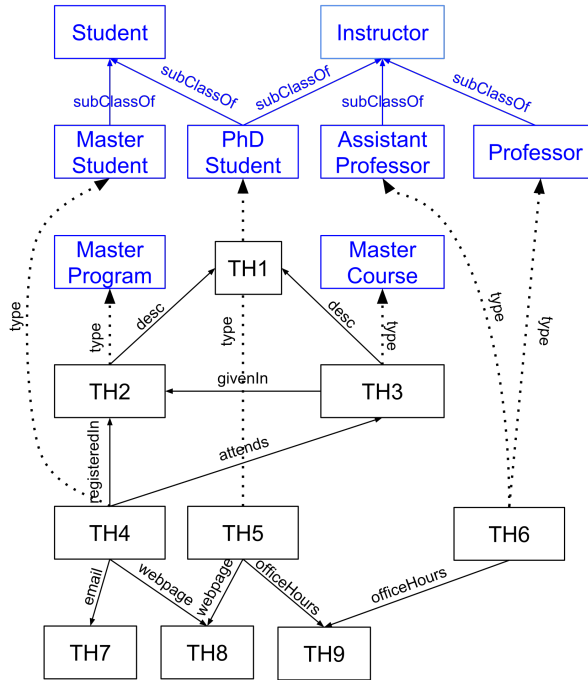 Student
Instructor
subClassOf
subClassOf
subClassOf
subClassOf
subClassOf
Master
Student
PhD
Student
Assistant
Professor
Professor
Master
Program
TH1
Master
Course
type
desc
desc
type
type
type
type
type
TH2
givenIn
TH3
registeredIn
attends
TH4
TH5
TH6
email
webpage
webpage
officeHours
officeHours
TH7
TH8
TH9